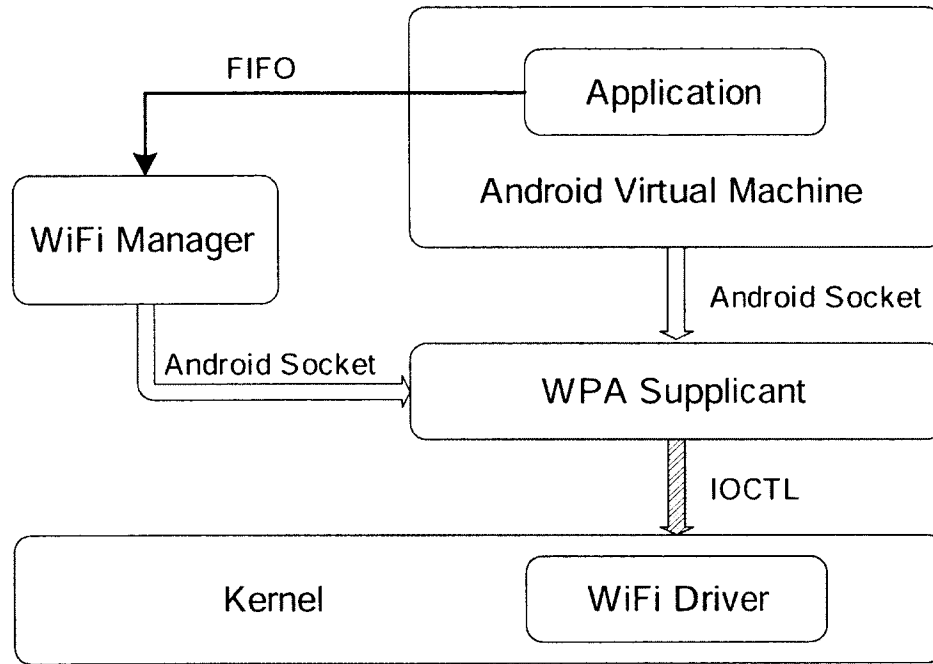 FIFO
Application
Android Virtual Machine
WiFi Manager
Android Socket
Android Socket
WPA Supplicant
IOCTL
Kernel
WiFi Driver